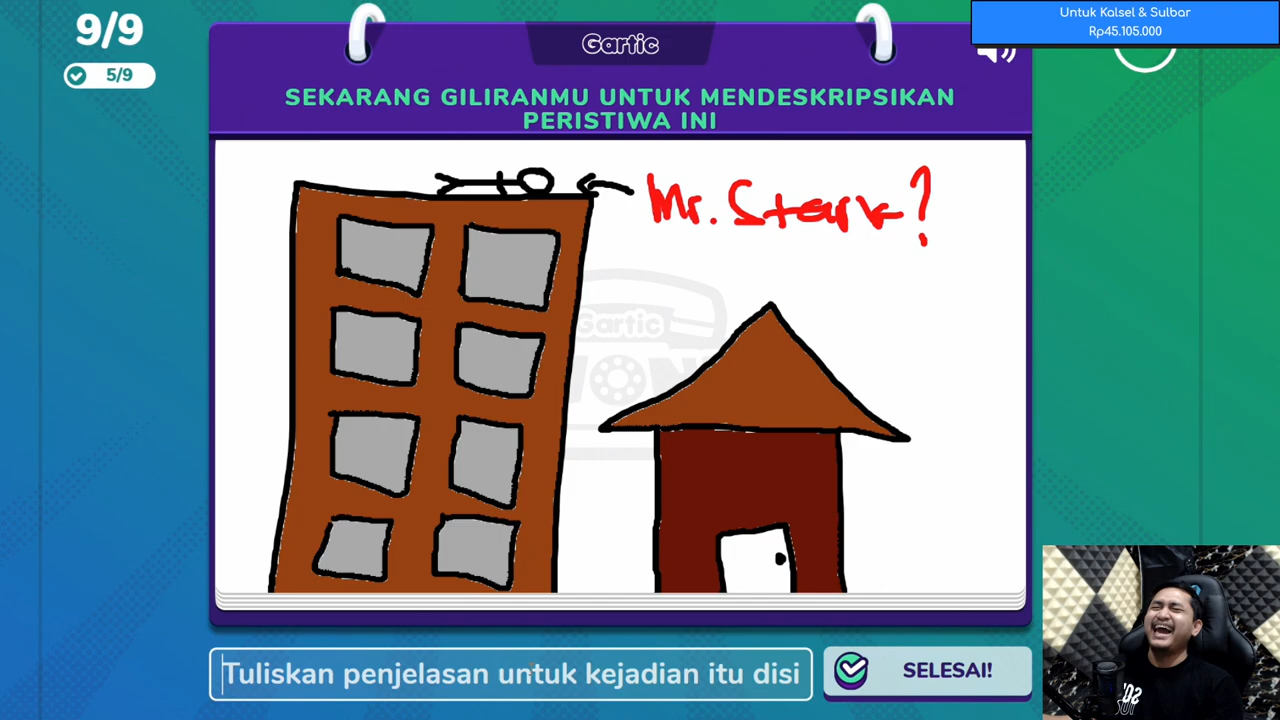 9/9
5/9
Gartic
Untuk Kalsel & Sulbar
Rp45.105.000
SEKARANG GILIRANMU UNTUK MENDESKRIPSIKAN
PERISTIWA INI
Mr. Stark?
Gartic
Tuliskan penjelasan untuk kejadian itu disi
SELESAI!